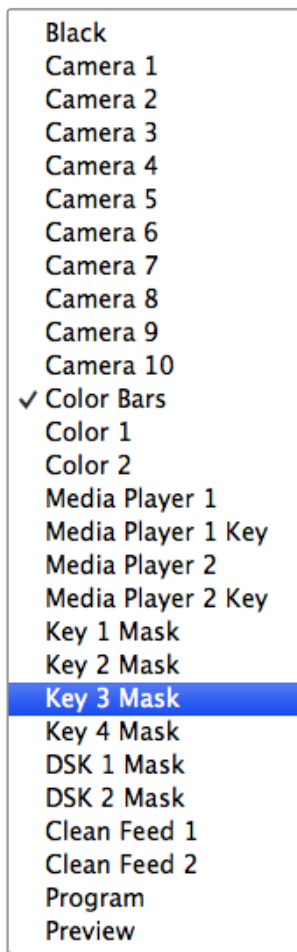 Black
Camera 1
Camera 2
Camera 3
Camera 4
Camera 5
Camera 6
Camera 7
Camera 8
Camera 9
Camera 10
✓ Color Bars
Color 1
Color 2
Media Player 1
Media Player 1 Key
Media Player 2
Media Player 2 Key
Key 1 Mask
Key 2 Mask
Key 3 Mask
Key 4 Mask
DSK 1 Mask
DSK 2 Mask
Clean Feed 1
Clean Feed 2
Program
Preview